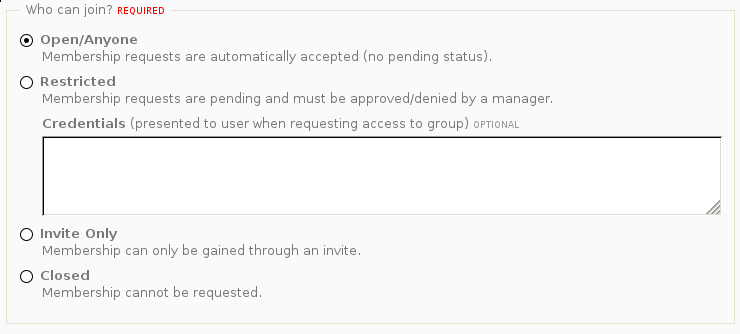 Who can join? REQUIRED
Open/Anyone
Membership requests are automatically accepted (no pending status).
Restricted
Membership requests are pending and must be approved/denied by a manager.
Credentials (presented to user when requesting access to group) OPTIONAL
Invite Only
Membership can only be gained through an invite.
Closed
Membership cannot be requested.